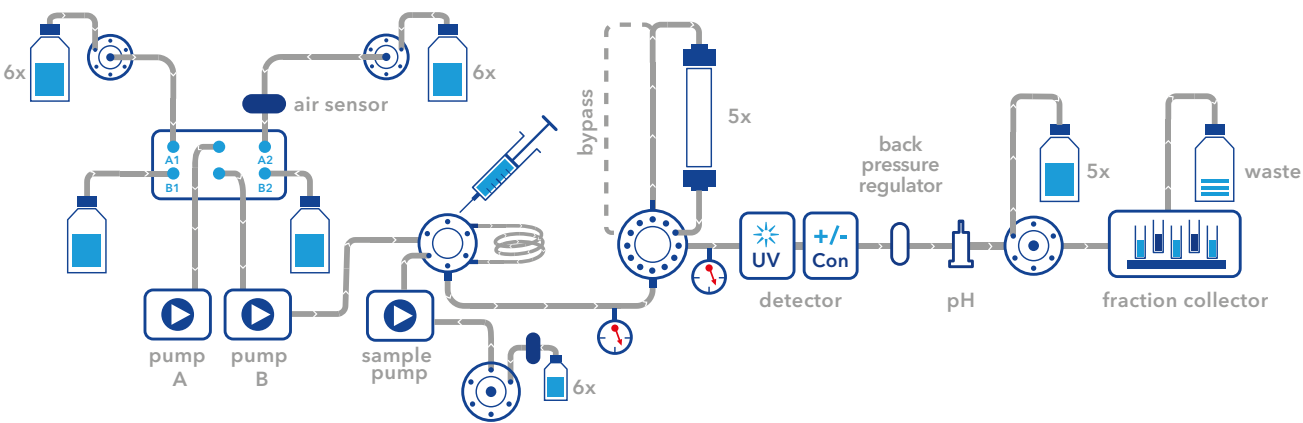 6x
6x
air sensor
A1
A2
B1
B2
bypass
5x
back
pressure
regulator
5x
waste
UV
+/-
Con
detector
pH
fraction collector
pump
A
pump
B
sample
pump
6x